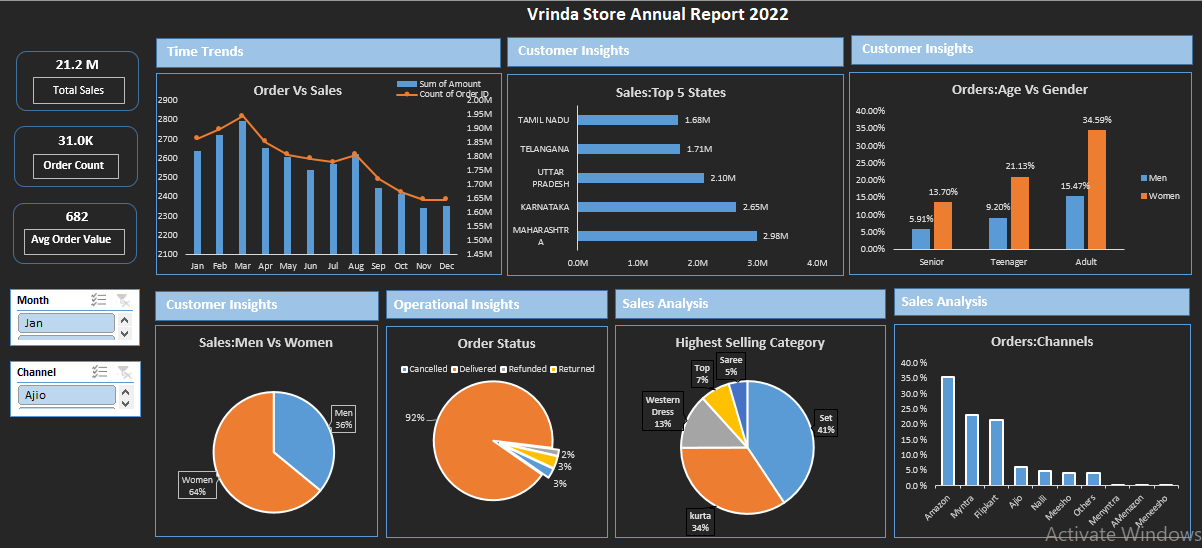 Vrinda Store Annual Report 2022
21.2 M
Total Sales
31.0K
Order Count
682
Avg Order Value
Month
Jan
Channel
Ajio
Time Trends
Order Vs Sales
Sum of Amount
Count of Order ID
2900
2800
2700
2600
2500
2400
2300
2200
2100
2.00M
1.95M
1.90M
1.85M
1.80M
1.75M
1.70M
1.65M
1.60M
1.55M
1.50M
1.45M
Jan Feb Mar Apr May Jun Jul Aug Sep Oct Nov Dec
Customer Insights
Sales:Top 5 States
TAMIL NADU 1.68M
TELANGANA 1.71M
UTTAR
PRADESH 2.10M
KARNATAKA 2.65M
MAHARASHTR
A 2.98M
0.0M 1.0M 2.0M 3.0M 4.0M
Customer Insights
Orders:Age Vs Gender
40.00%
35.00%
30.00%
25.00%
20.00%
15.00%
10.00%
5.00%
0.00%
5.91% 13.70%
9.20% 21.13%
15.47% 34.59%
Senior Teenager Adult
Men
Women
Customer Insights
Sales:Men Vs Women
Men
36%
Women
64%
Operational Insights
Order Status
Cancelled Delivered Refunded Returned
92%
2%
3%
3%
Sales Analysis
Highest Selling Category
Saree
5%
Top
7%
Western
Dress
13%
Set
41%
kurta
34%
Sales Analysis
Orders:Channels
40.0 %
35.0 %
30.0 %
25.0 %
20.0 %
15.0 %
10.0 %
5.0 %
0.0 %
Amazon Myntra Flipkart Ajio Nalli Meesho Others Menyntra AMenazon Meneesho
Activate Windows